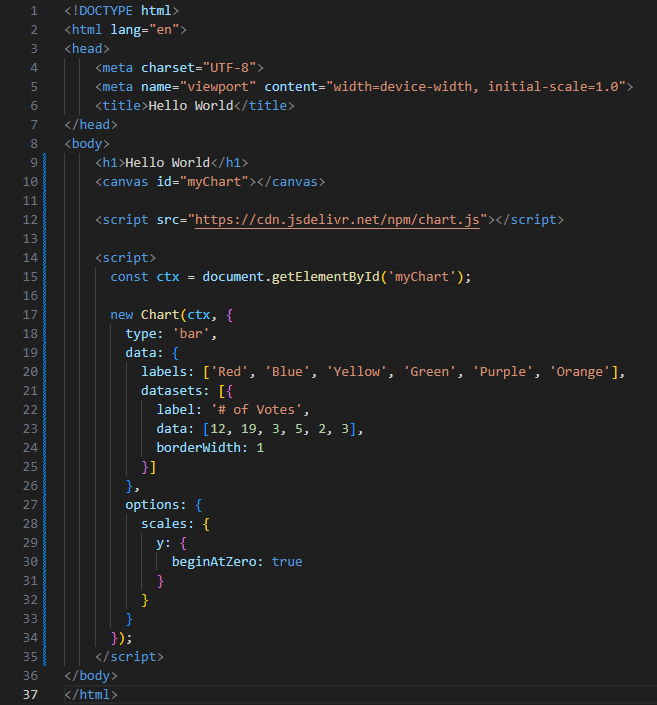 1 <!DOCTYPE html>
2 <html lang="en">
3 <head>
4     <meta charset="UTF-8">
5     <meta name="viewport" content="width=device-width, initial-scale=1.0">
6     <title>Hello World</title>
7 </head>
8 <body>
9     <h1>Hello World</h1>
10     <canvas id="myChart"></canvas>
11
12     <script src="https://cdn.jsdelivr.net/npm/chart.js"></script>
13
14     <script>
15       const ctx = document.getElementById('myChart');
16
17       new Chart(ctx, {
18         type: 'bar',
19         data: {
20           labels: ['Red', 'Blue', 'Yellow', 'Green', 'Purple', 'Orange'],
21           datasets: [{
22             label: '# of Votes',
23             data: [12, 19, 3, 5, 2, 3],
24             borderWidth: 1
25           }]
26         },
27         options: {
28           scales: {
29             y: {
30               beginAtZero: true
31             }
32           }
33         }
34       });
35     </script>
36 </body>
37 </html>